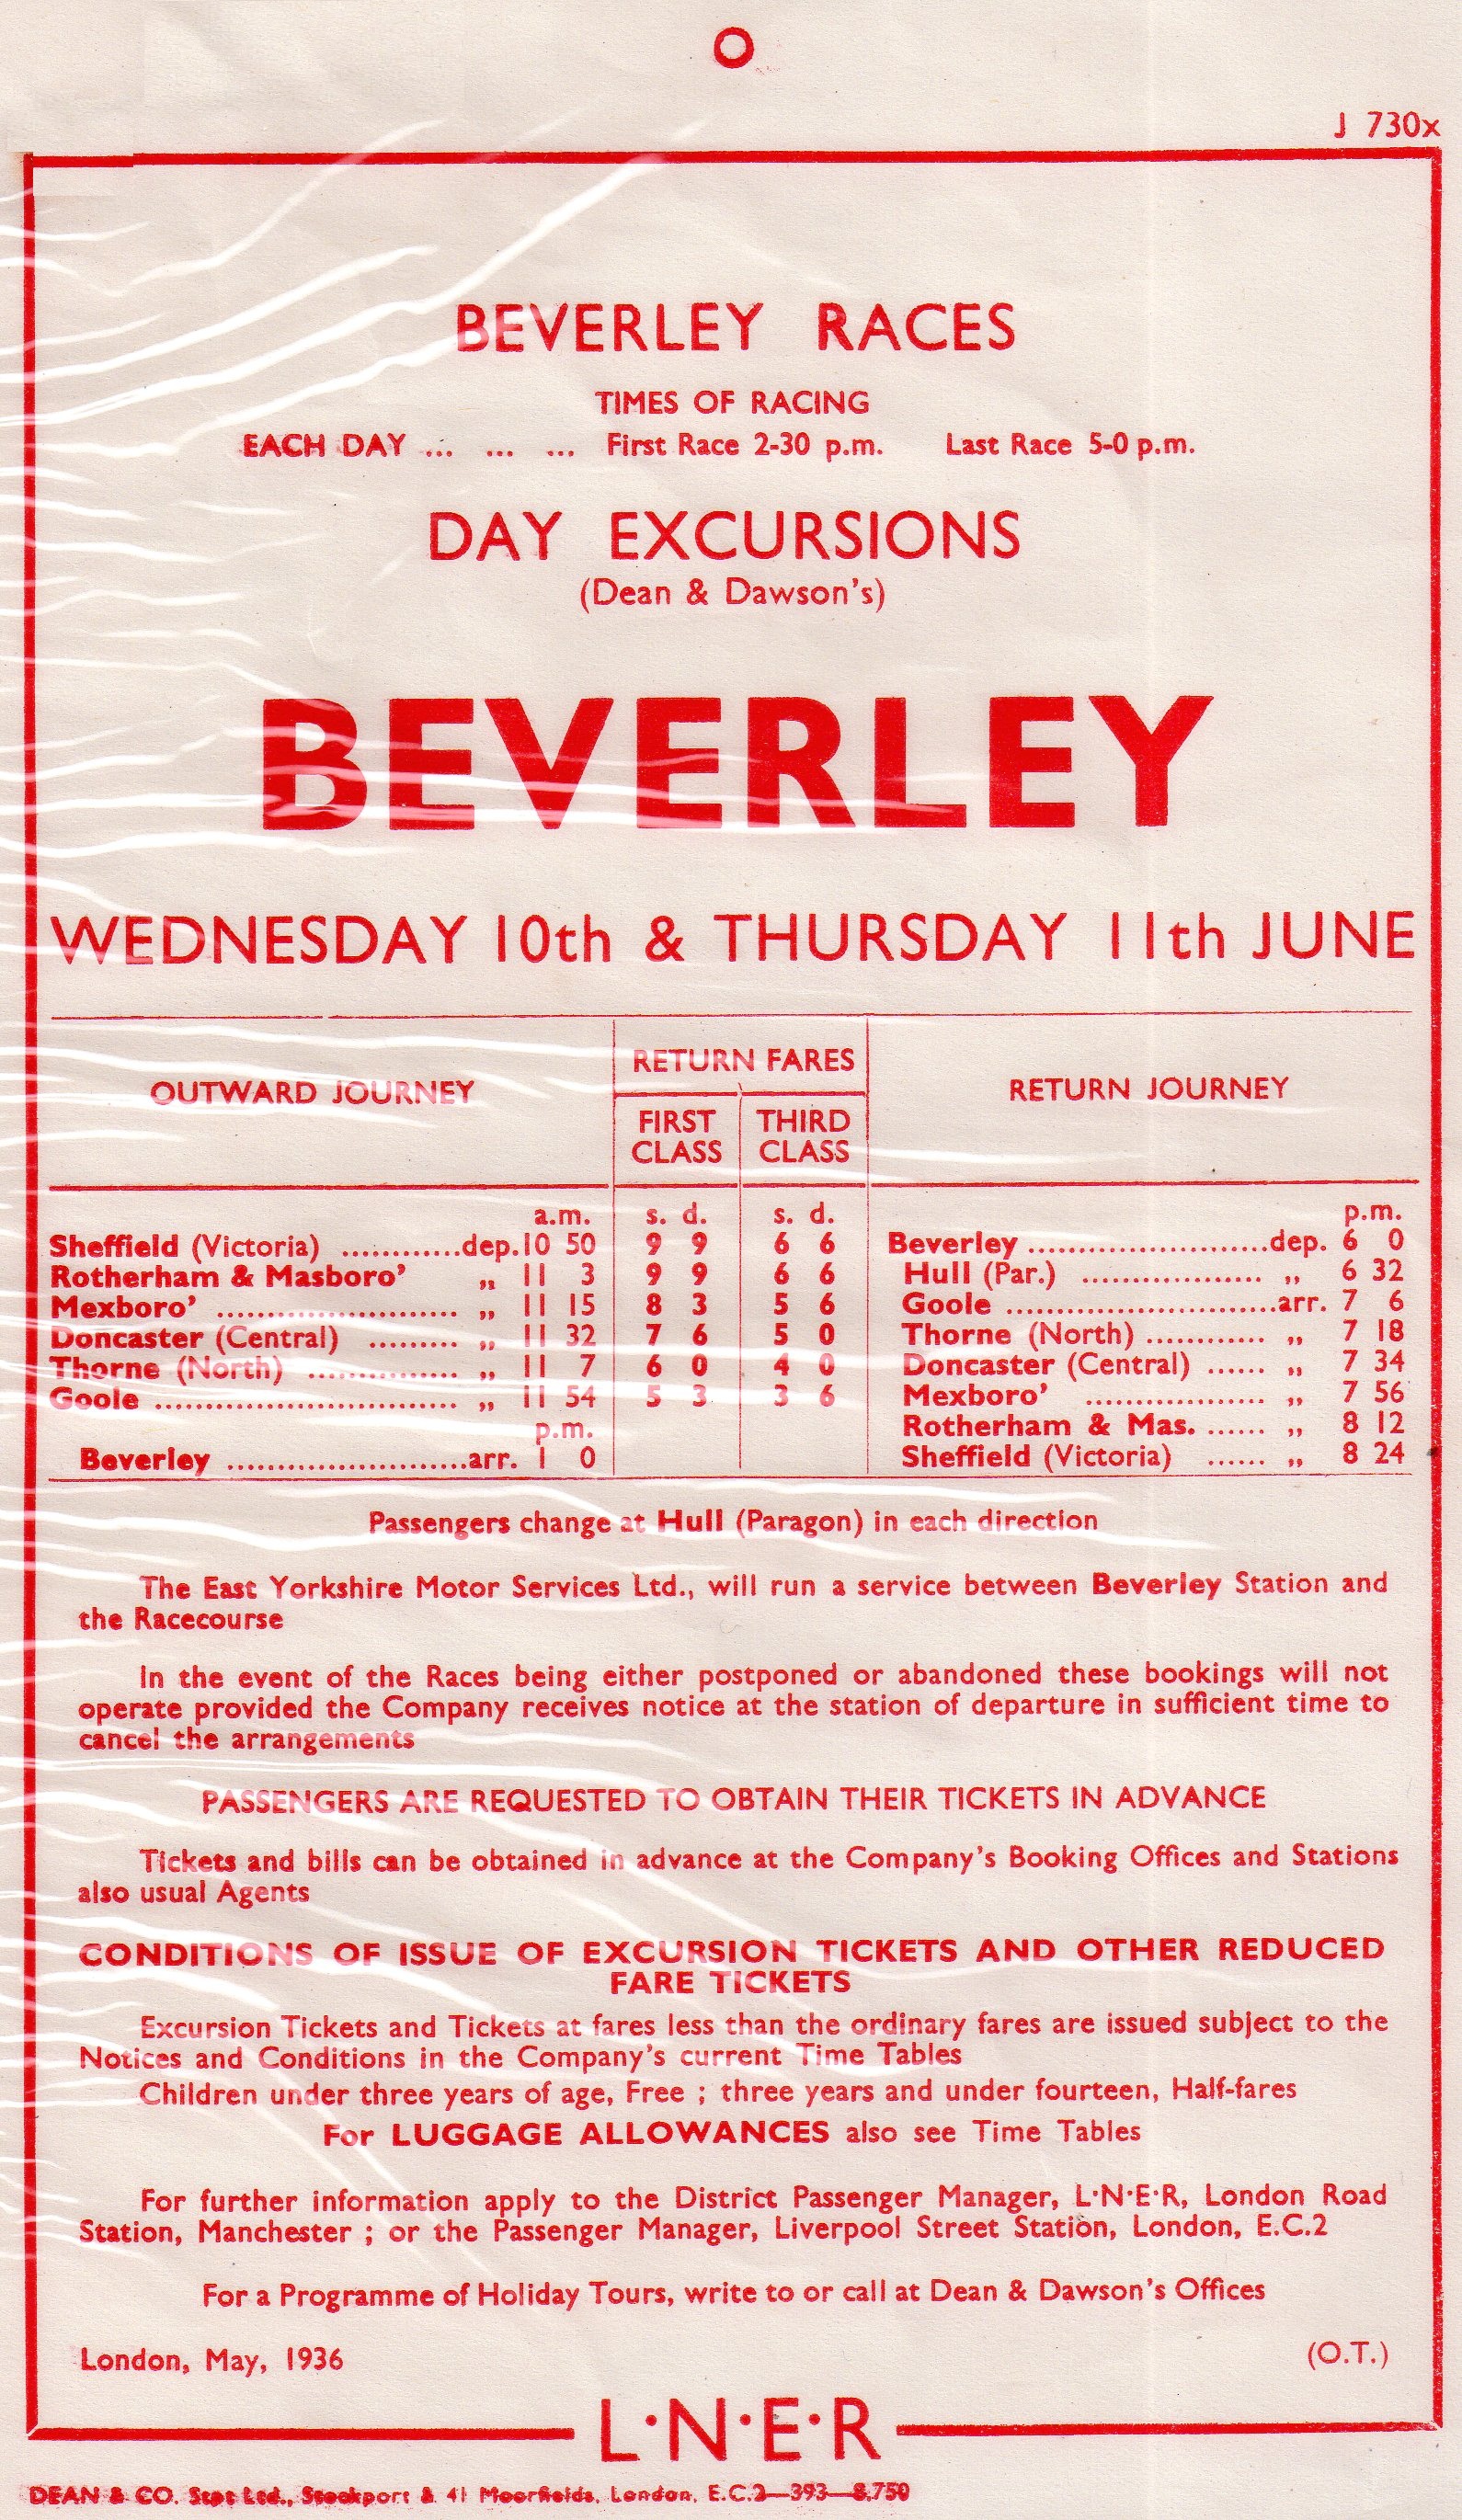 J 730x
BEVERLEY RACES
TIMES OF RACING
EACH DAY ... ... ... First Race 2-30 p.m. Last Race 5-0 p.m.
DAY EXCURSIONS
(Dean & Dawson's)
BEVERLEY
WEDNESDAY 10th & THURSDAY 11th JUNE
OUTWARD JOURNEY
RETURN FARES
FIRST CLASS
THIRD CLASS
RETURN JOURNEY
a.m. s. d. s. d. p.m.
Sheffield (Victoria) ............dep. 10 50 9 9 6 6 Beverley ........................dep. 6 0
Rotherham & Masboro' ,, 11 3 9 9 6 6 Hull (Par.) .................. ,, 6 32
Mexboro' ........................ ,, 11 15 8 3 5 6 Goole ...........................arr. 7 6
Doncaster (Central) ......... ,, 11 32 7 6 5 0 Thorne (North) ............ ,, 7 18
Thorne (North) ............... ,, 11 7 6 0 4 0 Doncaster (Central) ...... ,, 7 34
Goole .............................. ,, 11 54 5 3 3 6 Mexboro' .................. ,, 7 56
p.m. Rotherham & Mas. ...... ,, 8 12
Beverley ........................arr. 1 0 Sheffield (Victoria) ...... ,, 8 24
Passengers change at Hull (Paragon) in each direction
The East Yorkshire Motor Services Ltd., will run a service between Beverley Station and
the Racecourse
In the event of the Races being either postponed or abandoned these bookings will not
operate provided the Company receives notice at the station of departure in sufficient time to
cancel the arrangements
PASSENGERS ARE REQUESTED TO OBTAIN THEIR TICKETS IN ADVANCE
Tickets and bills can be obtained in advance at the Company's Booking Offices and Stations
also usual Agents
CONDITIONS OF ISSUE OF EXCURSION TICKETS AND OTHER REDUCED
FARE TICKETS
Excursion Tickets and Tickets at fares less than the ordinary fares are issued subject to the
Notices and Conditions in the Company's current Time Tables
Children under three years of age, Free ; three years and under fourteen, Half-fares
For LUGGAGE ALLOWANCES also see Time Tables
For further information apply to the District Passenger Manager, L·N·E·R, London Road
Station, Manchester ; or the Passenger Manager, Liverpool Street Station, London, E.C.2
For a Programme of Holiday Tours, write to or call at Dean & Dawson's Offices
London, May, 1936 (O.T.)
L·N·E·R
DEAN & CO. Stpt Ltd., Stockport & 41 Moorfields, London, E.C.2—393—8,750